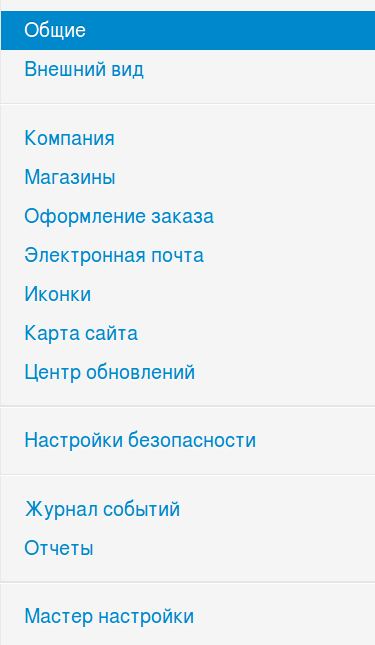 Общие
Внешний вид
Компания
Магазины
Оформление заказа
Электронная почта
Иконки
Карта сайта
Центр обновлений
Настройки безопасности
Журнал событий
Отчеты
Мастер настройки